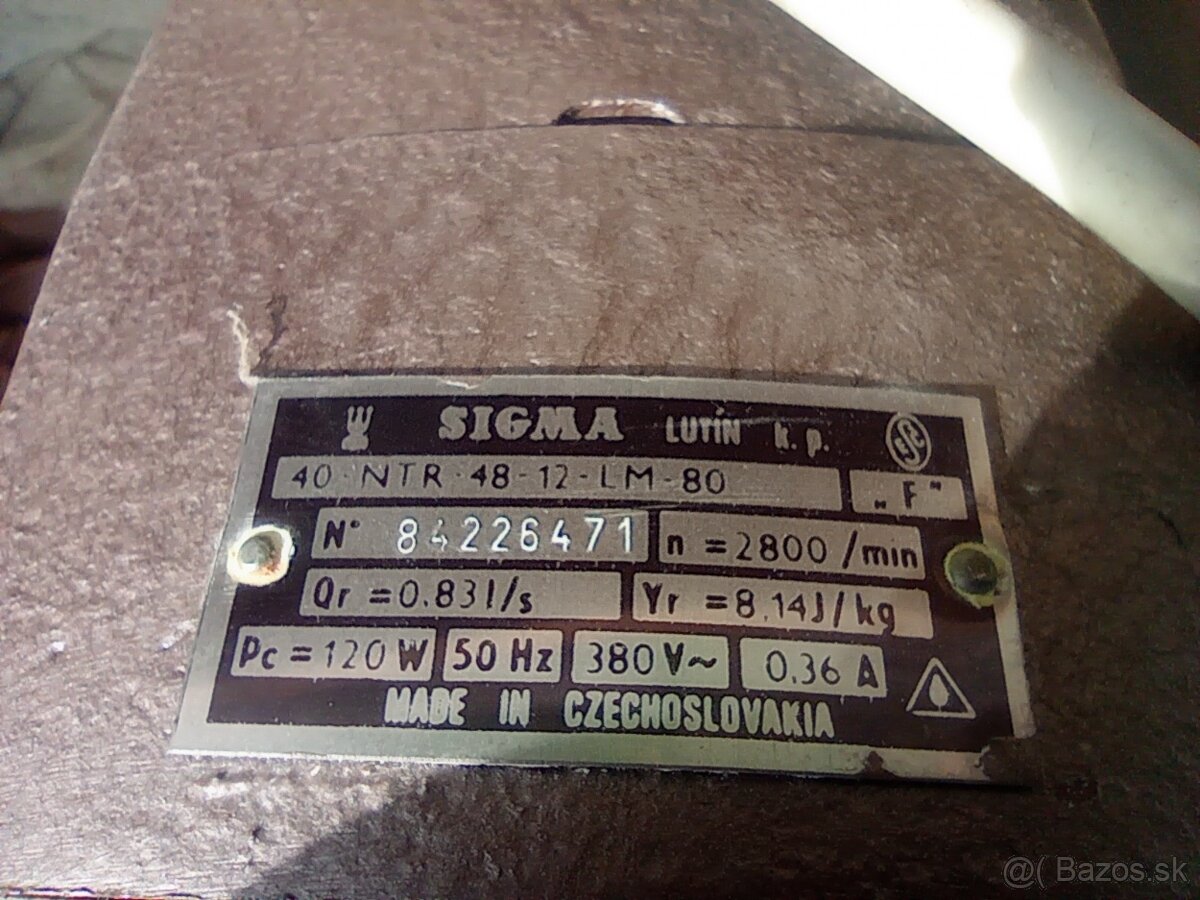 SIGMA LUTÍN k. p. ESČ
40-NTR-48-12-LM-80 „F"
N° 84226471 n = 2800 /min
Qr = 0.83 l/s Yr = 8.14 J/kg
Pc = 120 W 50 Hz 380 V~ 0.36 A
MADE IN CZECHOSLOVAKIA
@( Bazos.sk